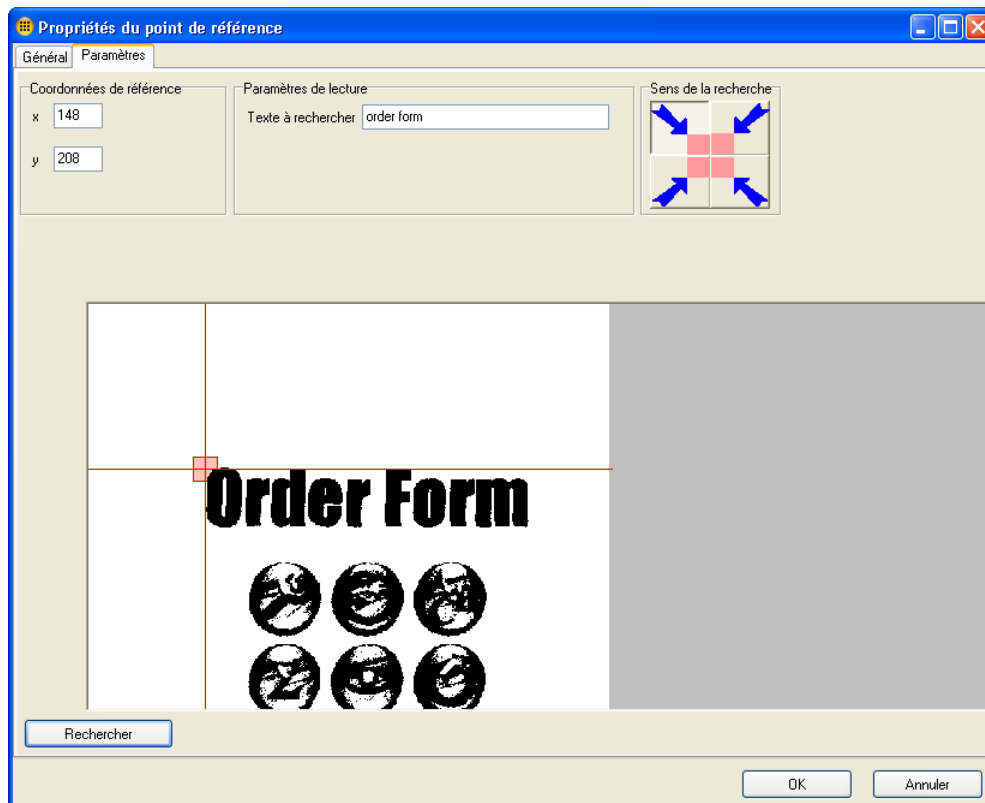 Propriétés du point de référence
Général Paramètres
Coordonnées de référence
x 148
y 208
Paramètres de lecture
Texte à rechercher order form
Sens de la recherche
Order Form
Rechercher
OK Annuler